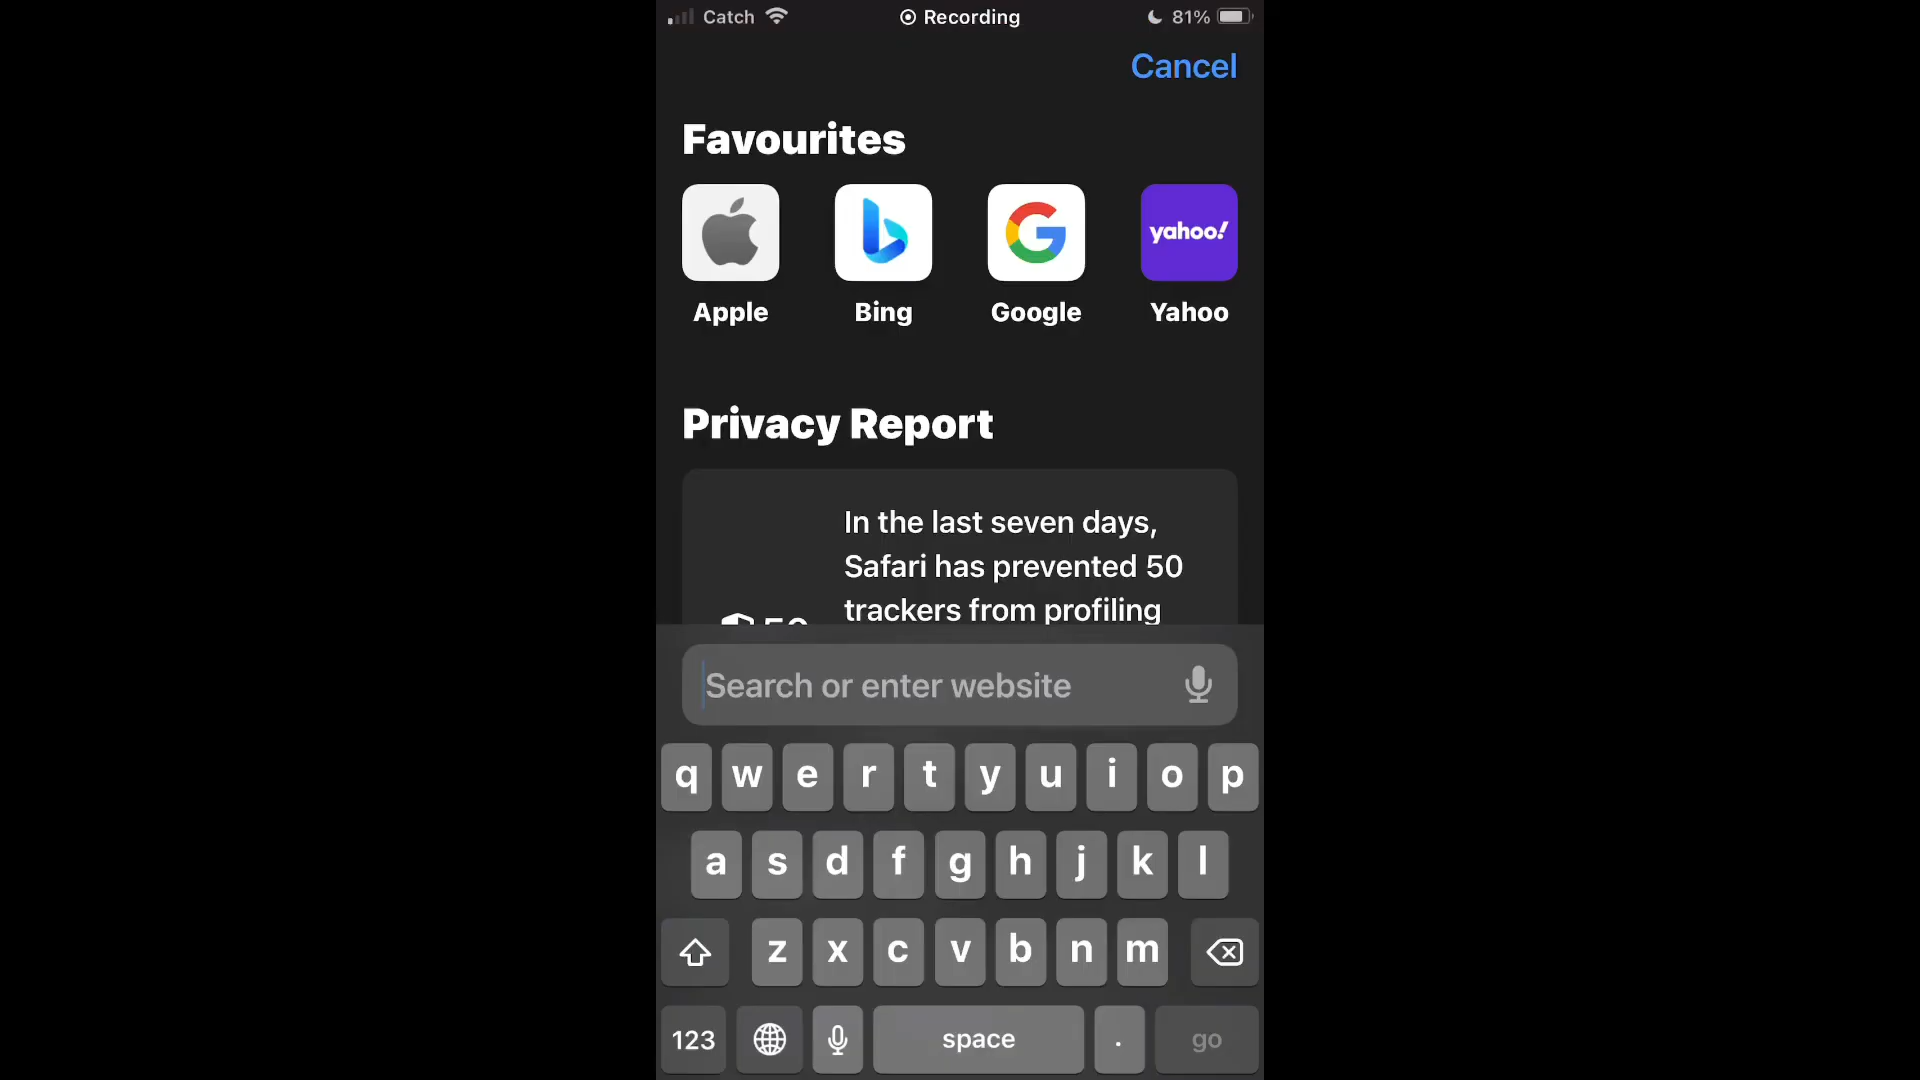 Catch Recording 81%
Cancel
Favourites
yahoo!
Apple Bing Google Yahoo
Privacy Report
In the last seven days,
Safari has prevented 50
trackers from profiling
50
Search or enter website
q w e r t y u i o p
a s d f g h j k l
z x c v b n m
123 space . go